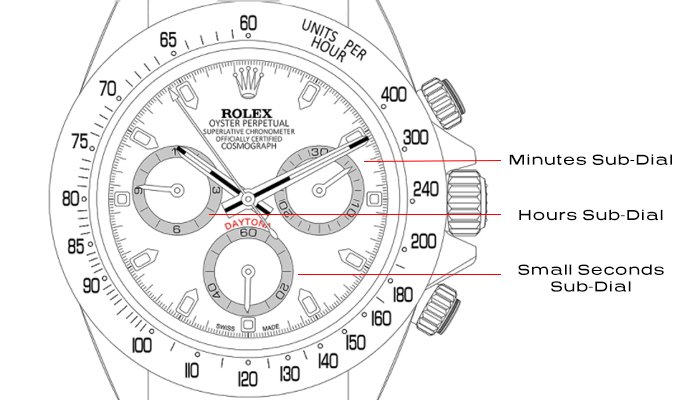 60
UNITS PER
HOUR
65
70
75
80
85
90
100
110
120
130
140
150
160
180
200
240
300
400
ROLEX
OYSTER PERPETUAL
SUPERLATIVE CHRONOMETER
OFFICIALLY CERTIFIED
COSMOGRAPH
3
6
9
30
10
20
DAYTONA
60
20
40
SWISS MADE
Minutes Sub-Dial
Hours Sub-Dial
Small Seconds
Sub-Dial